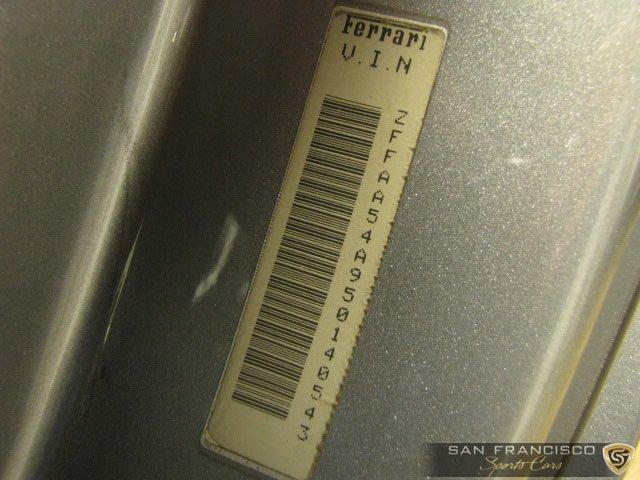 Ferrari
V.I.N
ZFFAA54A950140543
SAN FRANCISCO
Sports Cars